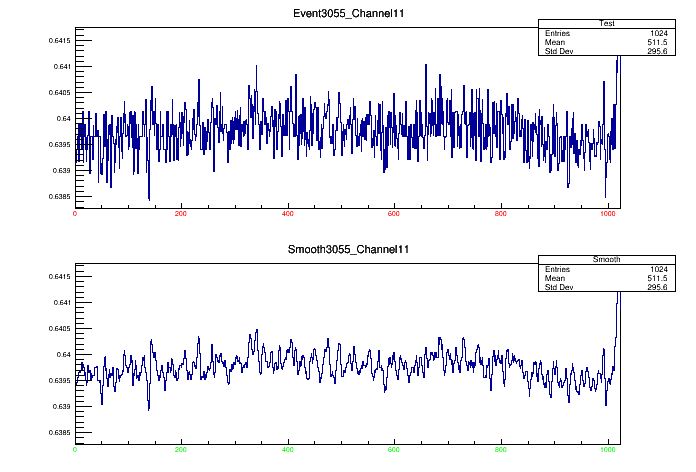 Event3055_Channel11
Test
Entries 1024
Mean 511.5
Std Dev 295.6
0.6415
0.641
0.6405
0.64
0.6395
0.639
0.6385
0 200 400 600 800 1000
Smooth3055_Channel11
Smooth
Entries 1024
Mean 511.5
Std Dev 295.6
0.6415
0.641
0.6405
0.64
0.6395
0.639
0.6385
0 200 400 600 800 1000